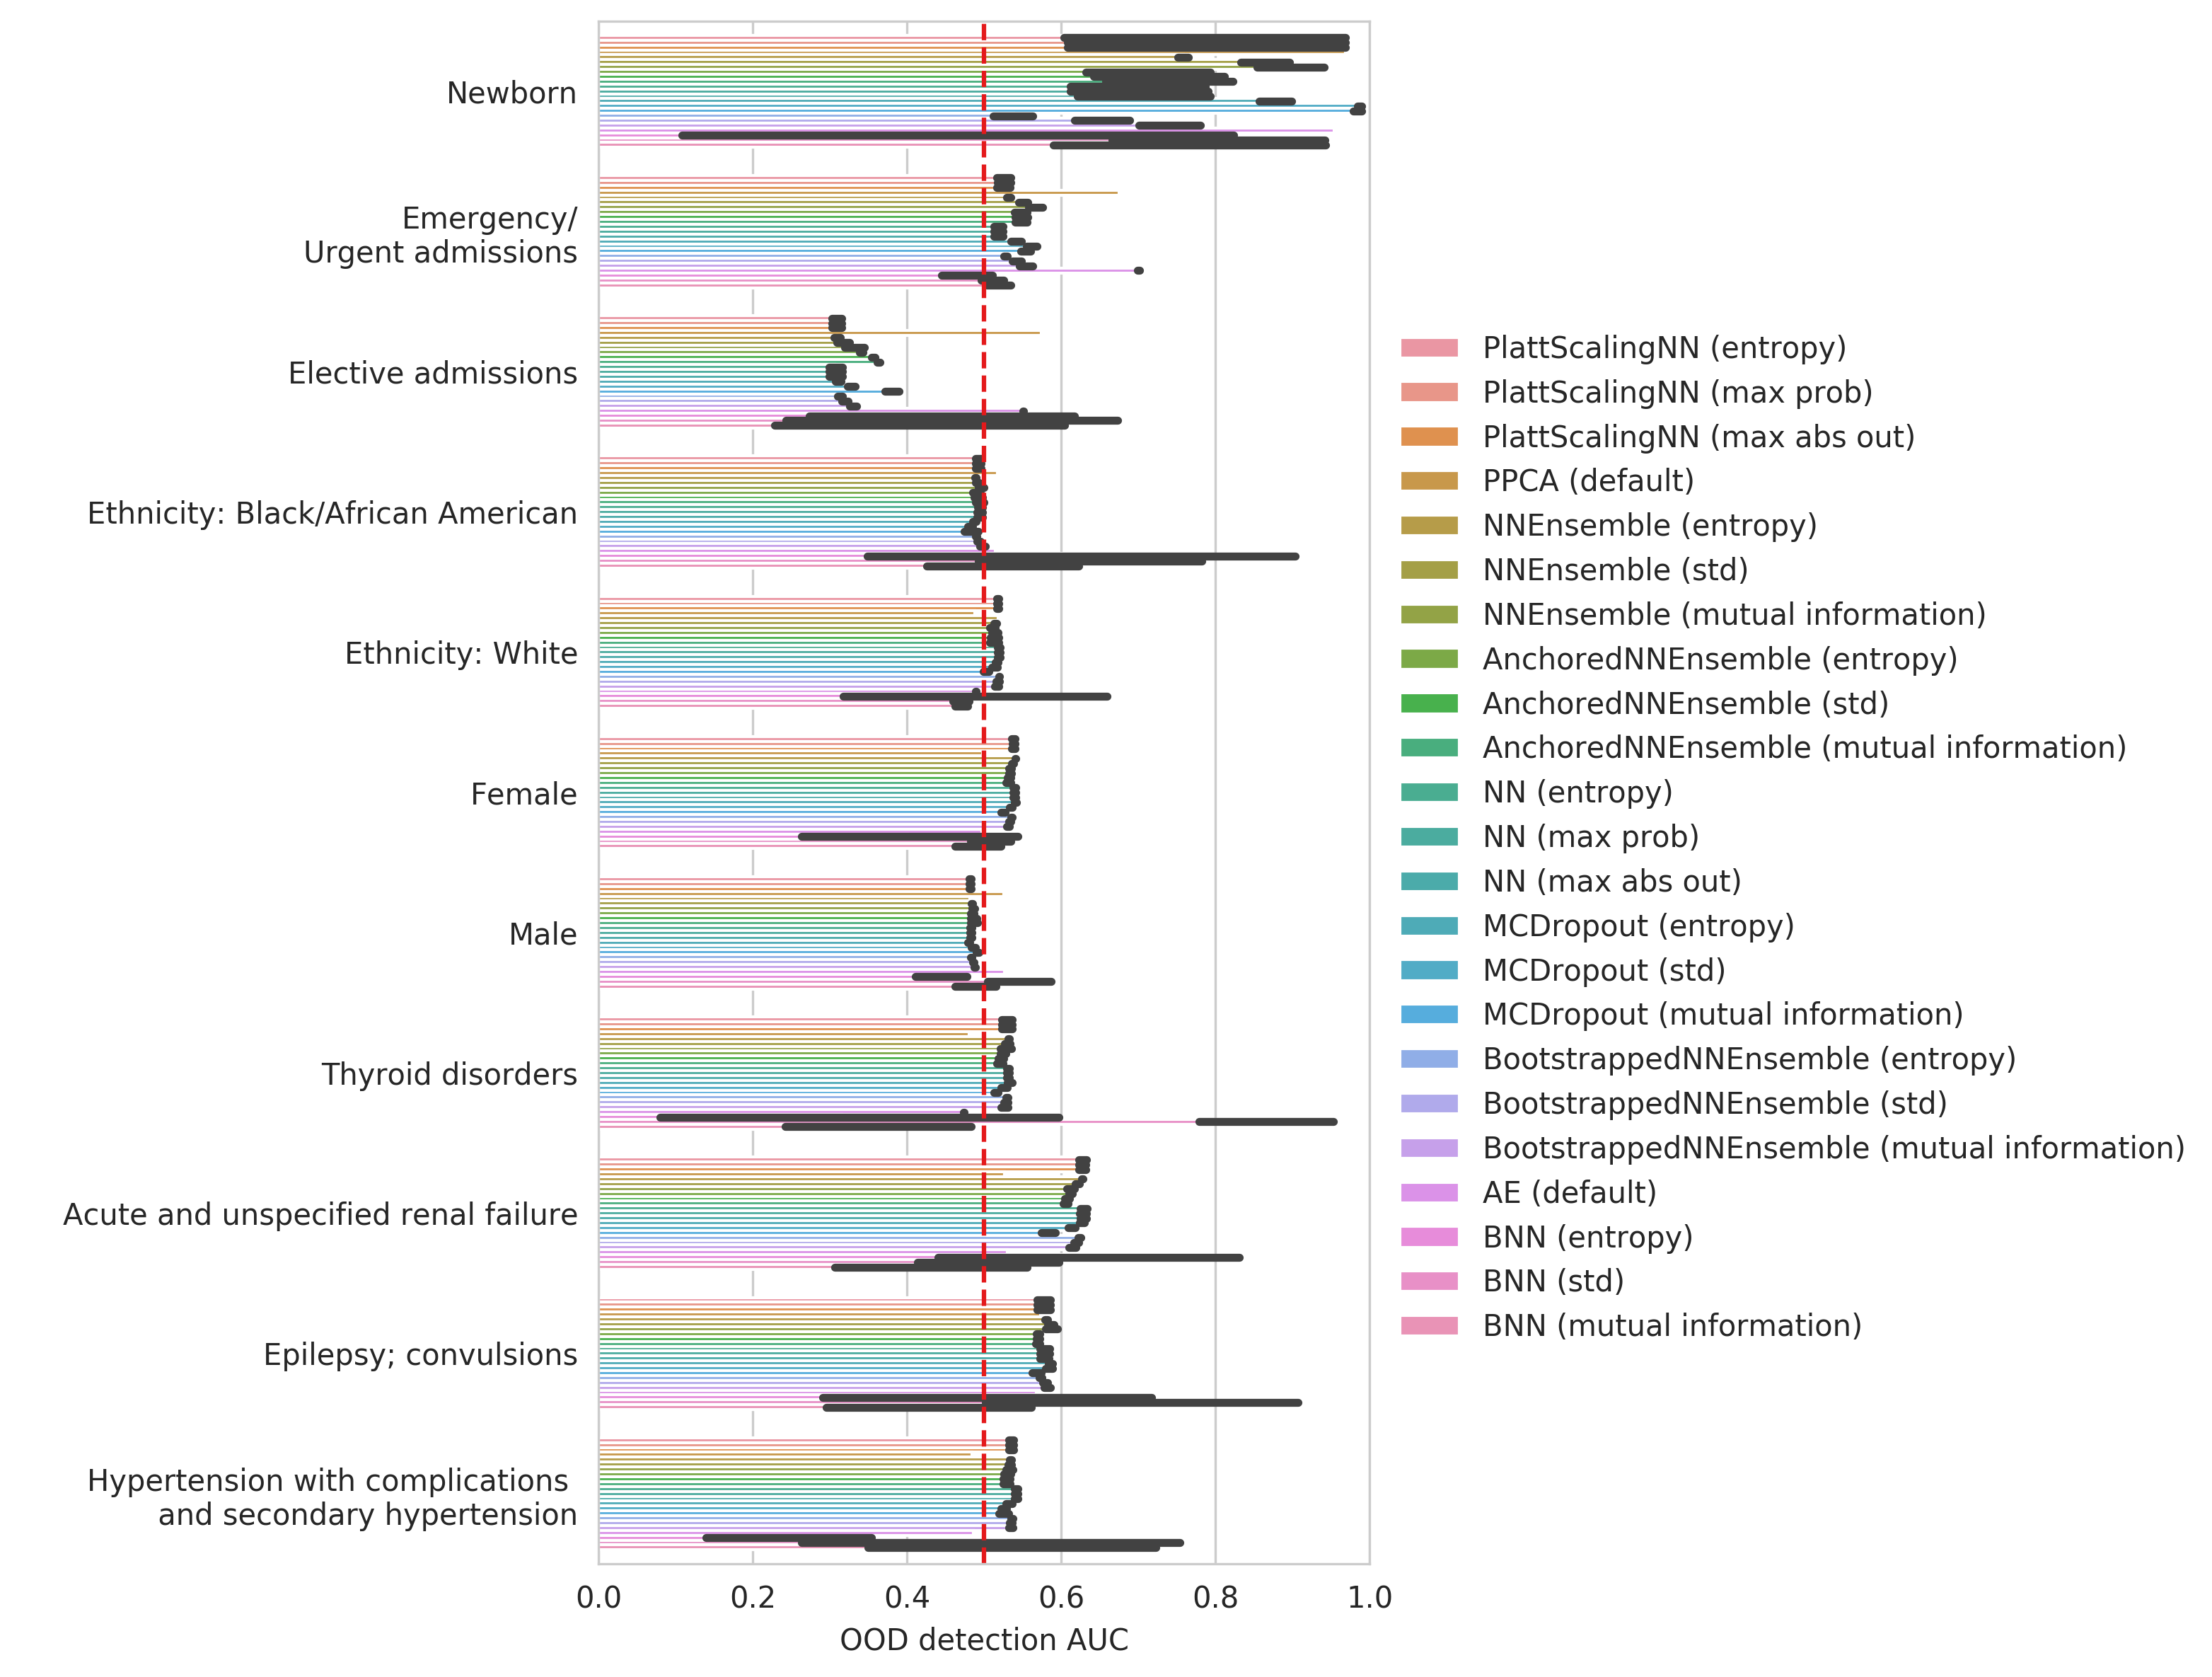 Newborn
Emergency/
Urgent admissions
Elective admissions
Ethnicity: Black/African American
Ethnicity: White
Female
Male
Thyroid disorders
Acute and unspecified renal failure
Epilepsy; convulsions
Hypertension with complications
and secondary hypertension
0.0 0.2 0.4 0.6 0.8 1.0
OOD detection AUC
PlattScalingNN (entropy)
PlattScalingNN (max prob)
PlattScalingNN (max abs out)
PPCA (default)
NNEnsemble (entropy)
NNEnsemble (std)
NNEnsemble (mutual information)
AnchoredNNEnsemble (entropy)
AnchoredNNEnsemble (std)
AnchoredNNEnsemble (mutual information)
NN (entropy)
NN (max prob)
NN (max abs out)
MCDropout (entropy)
MCDropout (std)
MCDropout (mutual information)
BootstrappedNNEnsemble (entropy)
BootstrappedNNEnsemble (std)
BootstrappedNNEnsemble (mutual information)
AE (default)
BNN (entropy)
BNN (std)
BNN (mutual information)